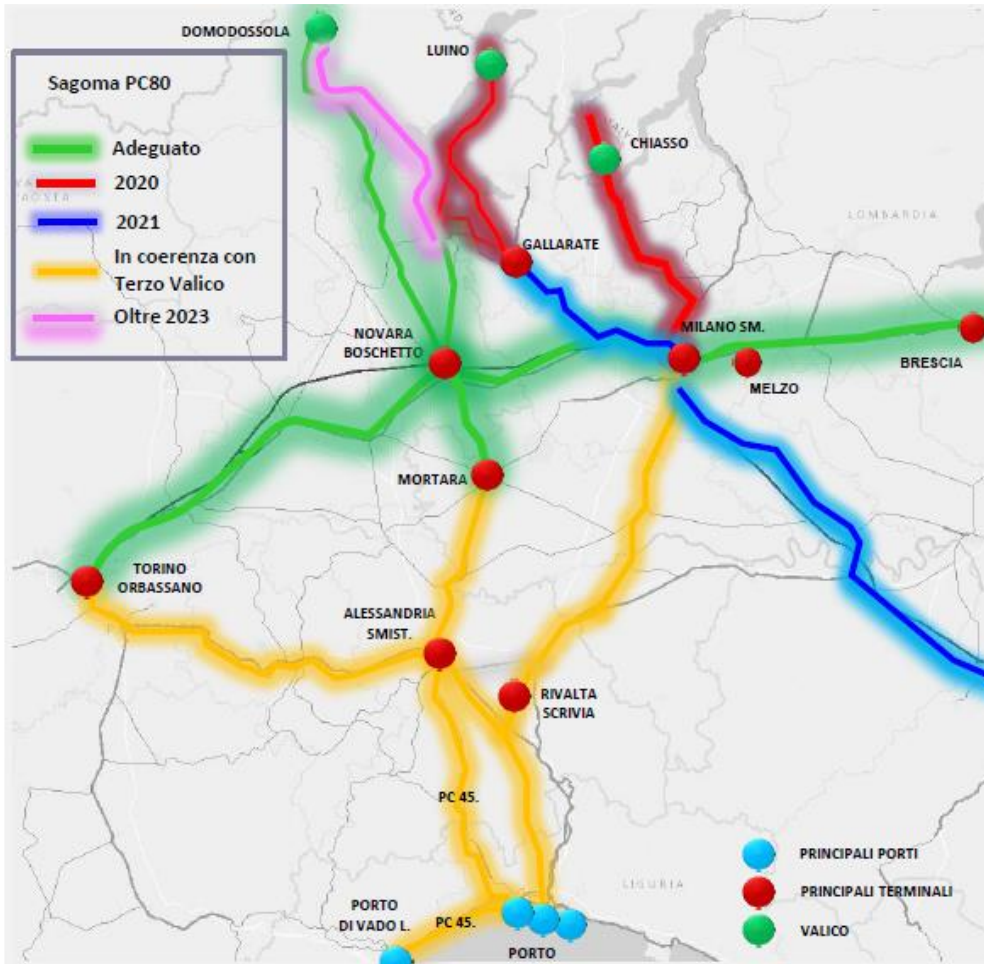 DOMODOSSOLA
LUINO
Sagoma PC80
Adeguato
2020
2021
In coerenza con
Terzo Valico
Oltre 2023
CHIASSO
LOMBARDIA
GALLARATE
NOVARA
BOSCHETTO
MILANO SM.
MELZO
BRESCIA
MORTARA
TORINO
ORBASSANO
ALESSANDRIA
SMIST.
RIVALTA
SCRIVIA
PC 45.
PRINCIPALI PORTI
LIGURIA
PRINCIPALI TERMINALI
PORTO
DI VADO L.
PC 45.
VALICO
PORTO